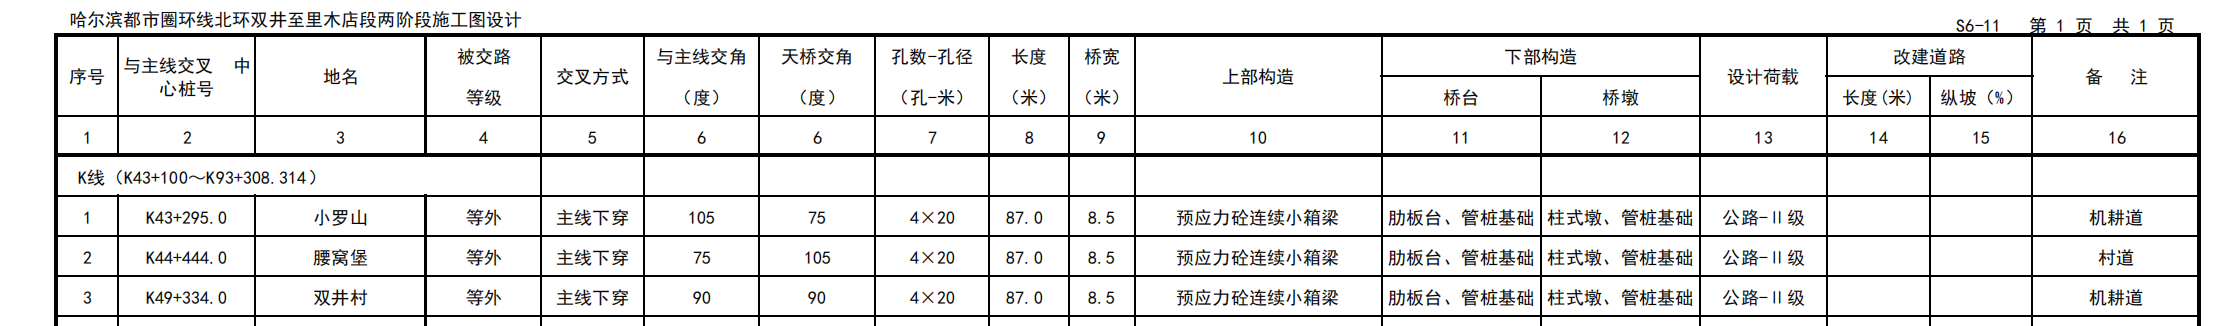 哈尔滨都市圈环线北环双井至里木店段两阶段施工图设计
S6-11 第 1 页 共 1 页
序号 与主线交叉 中心桩号 地名 被交路等级 交叉方式 与主线交角（度） 天桥交角（度） 孔数-孔径（孔-米） 长度（米） 桥宽（米） 上部构造 下部构造 桥台 桥墩 设计荷载 改建道路 长度(米) 纵坡（%） 备 注
1 2 3 4 5 6 6 7 8 9 10 11 12 13 14 15 16
K线（K43+100～K93+308.314）
1 K43+295.0 小罗山 等外 主线下穿 105 75 4×20 87.0 8.5 预应力砼连续小箱梁 肋板台、管桩基础 柱式墩、管桩基础 公路-Ⅱ级 机耕道
2 K44+444.0 腰窝堡 等外 主线下穿 75 105 4×20 87.0 8.5 预应力砼连续小箱梁 肋板台、管桩基础 柱式墩、管桩基础 公路-Ⅱ级 村道
3 K49+334.0 双井村 等外 主线下穿 90 90 4×20 87.0 8.5 预应力砼连续小箱梁 肋板台、管桩基础 柱式墩、管桩基础 公路-Ⅱ级 机耕道